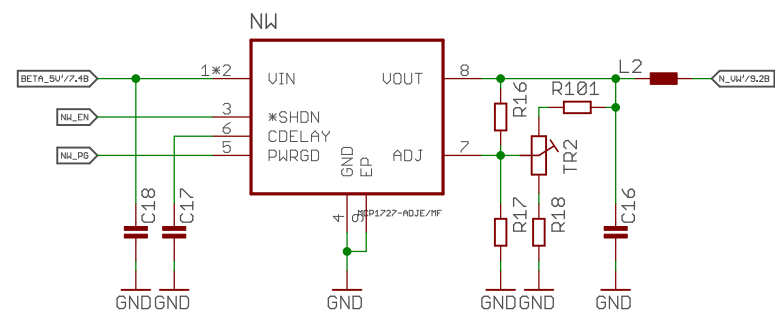 NW
BETA_5V'/7.4B
1*2
VIN
VOUT
8
L2
N_VW'/9.2B
R16
R101
NW_EN
3
*SHDN
6
CDELAY
NW_PG
5
PWRGD
GND
EP
ADJ
7
TR2
4
9
MCP1727-ADJE/MF
C18
C17
R17
R18
C16
GND
GND
GND
GND
GND
GND